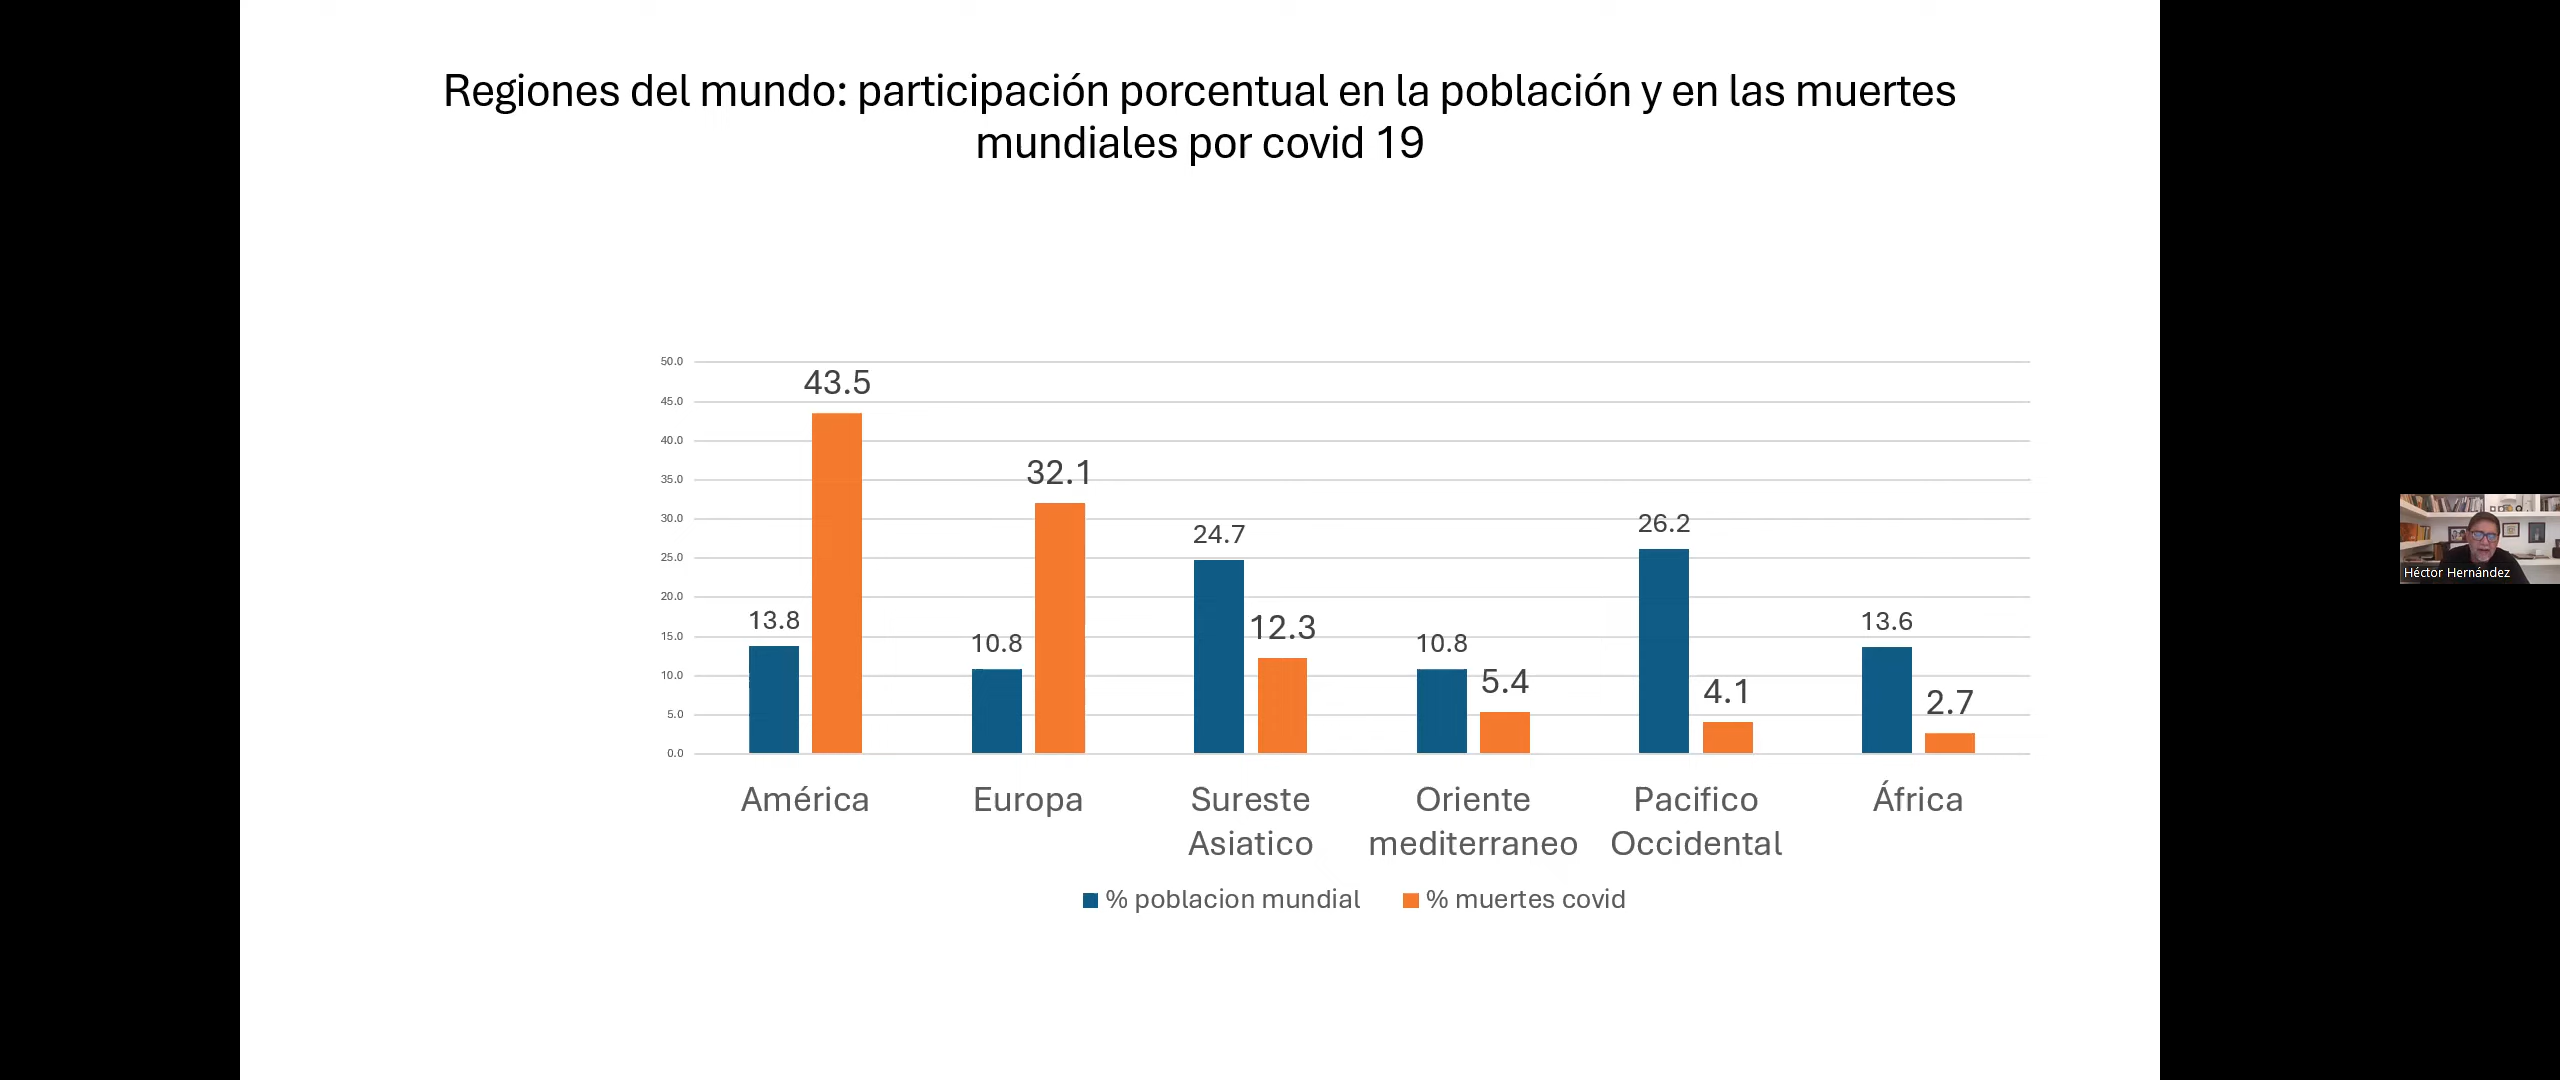 Regiones del mundo: participación porcentual en la población y en las muertes
mundiales por covid 19
50.0
45.0
40.0
35.0
30.0
25.0
20.0
15.0
10.0
5.0
0.0
13.8
43.5
10.8
32.1
24.7
12.3
10.8
5.4
26.2
4.1
13.6
2.7
América
Europa
Sureste
Asiatico
Oriente
mediterraneo
Pacifico
Occidental
África
% poblacion mundial
% muertes covid
Héctor Hernández